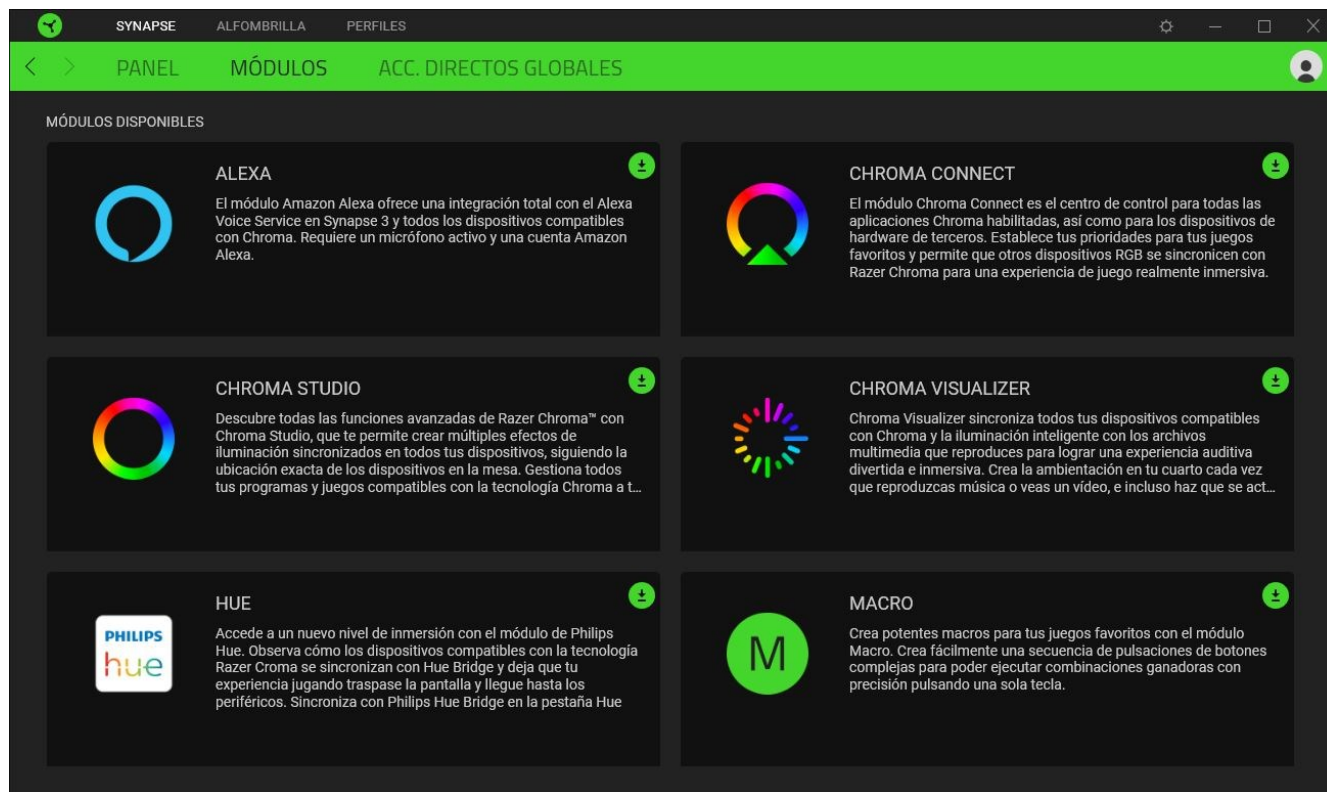 SYNAPSE ALFOMBRILLA PERFILES
PANEL MÓDULOS ACC. DIRECTOS GLOBALES
MÓDULOS DISPONIBLES
ALEXA
El módulo Amazon Alexa ofrece una integración total con el Alexa
Voice Service en Synapse 3 y todos los dispositivos compatibles
con Chroma. Requiere un micrófono activo y una cuenta Amazon
Alexa.
CHROMA CONNECT
El módulo Chroma Connect es el centro de control para todas las
aplicaciones Chroma habilitadas, así como para los dispositivos de
hardware de terceros. Establece tus prioridades para tus juegos
favoritos y permite que otros dispositivos RGB se sincronicen con
Razer Chroma para una experiencia de juego realmente inmersiva.
CHROMA STUDIO
Descubre todas las funciones avanzadas de Razer Chroma™ con
Chroma Studio, que te permite crear múltiples efectos de
iluminación sincronizados en todos tus dispositivos, siguiendo la
ubicación exacta de los dispositivos en la mesa. Gestiona todos
tus programas y juegos compatibles con la tecnología Chroma a t...
CHROMA VISUALIZER
Chroma Visualizer sincroniza todos tus dispositivos compatibles
con Chroma y la iluminación inteligente con los archivos
multimedia que reproduces para lograr una experiencia auditiva
divertida e inmersiva. Crea la ambientación en tu cuarto cada vez
que reproduzcas música o veas un vídeo, e incluso haz que se act...
PHILIPS
hue
HUE
Accede a un nuevo nivel de inmersión con el módulo de Philips
Hue. Observa cómo los dispositivos compatibles con la tecnología
Razer Croma se sincronizan con Hue Bridge y deja que tu
experiencia jugando traspase la pantalla y llegue hasta los
periféricos. Sincroniza con Philips Hue Bridge en la pestaña Hue
M
MACRO
Crea potentes macros para tus juegos favoritos con el módulo
Macro. Crea fácilmente una secuencia de pulsaciones de botones
complejas para poder ejecutar combinaciones ganadoras con
precisión pulsando una sola tecla.